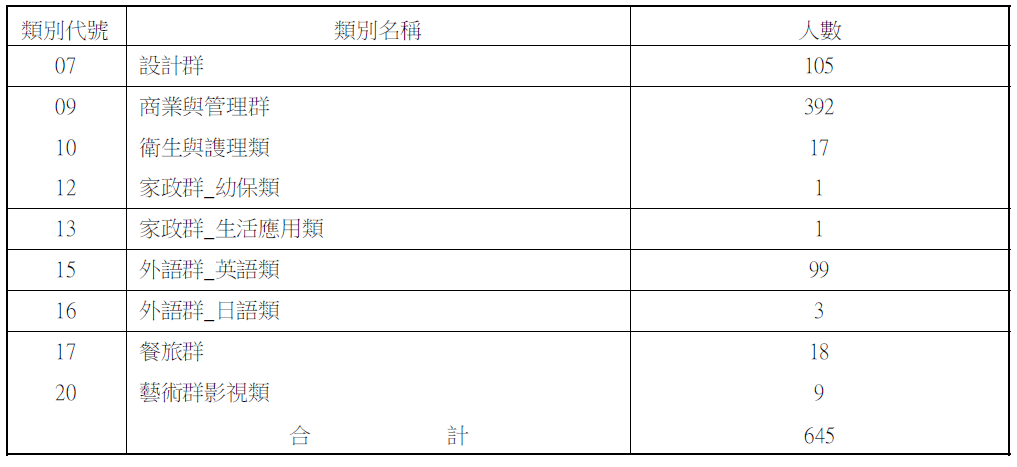 類別代號 類別名稱 人數
07 設計群 105
09 商業與管理群 392
10 衛生與護理類 17
12 家政群_幼保類 1
13 家政群_生活應用類 1
15 外語群_英語類 99
16 外語群_日語類 3
17 餐旅群 18
20 藝術群影視類 9
合 計 645